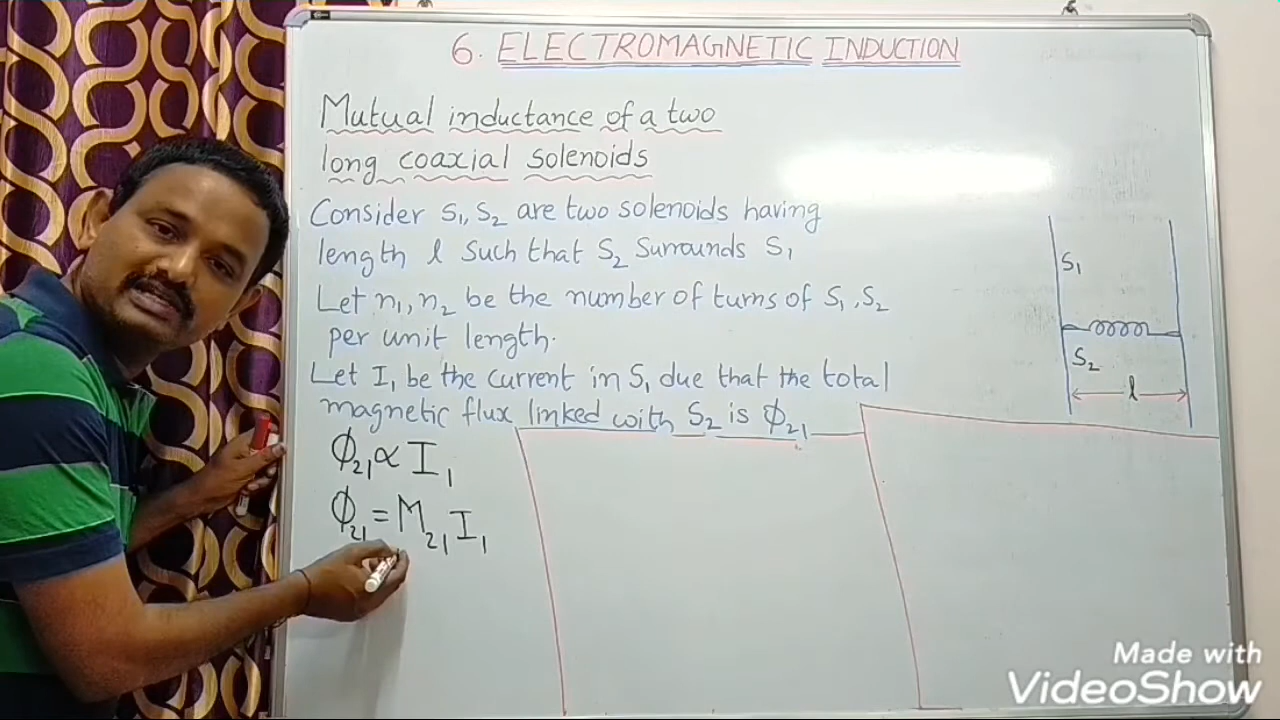 6. ELECTROMAGNETIC INDUCTION
Mutual inductance of a two
long coaxial solenoids
Consider S₁, S₂ are two solenoids having
length l such that S₂ surrounds S₁
Let n₁, n₂ be the number of turns of S₁, S₂
per unit length.
Let I₁ be the current in S₁ due that the total
magnetic flux linked with S₂ is ϕ₂₁
ϕ₂₁ ∝ I₁
ϕ₂₁ = M₂₁ I₁
S₁
S₂
l
Made with
VideoShow